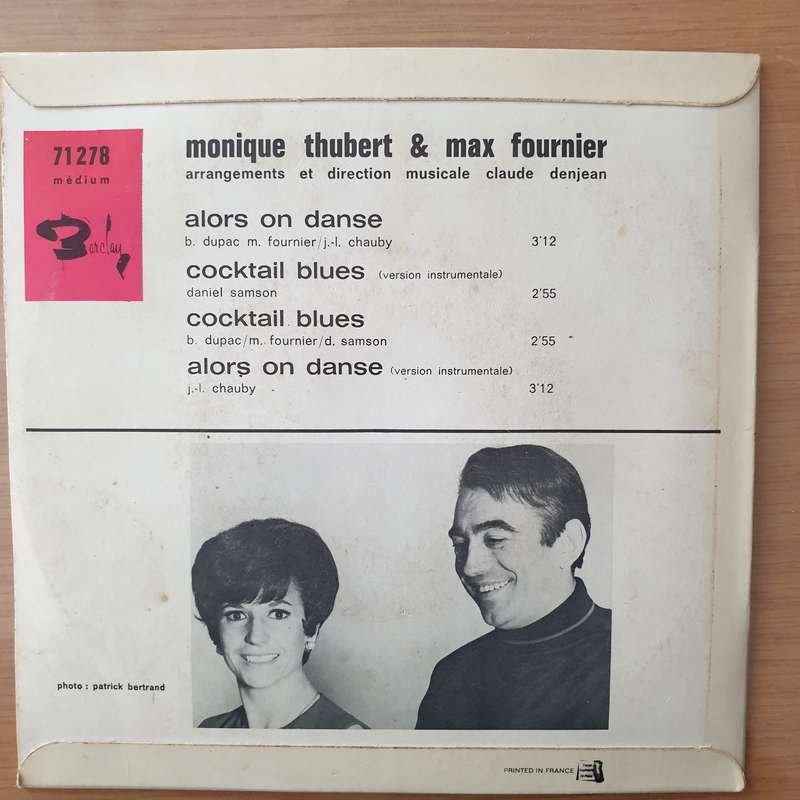 71278
médium
Barclay
monique thubert & max fournier
arrangements et direction musicale claude denjean
alors on danse
b. dupac m. fournier/j.-l. chauby 3'12
cocktail blues (version instrumentale)
daniel samson 2'55
cocktail blues
b. dupac/m. fournier/d. samson 2'55
alors on danse (version instrumentale)
j.-l. chauby 3'12
photo : patrick bertrand
PRINTED IN FRANCE